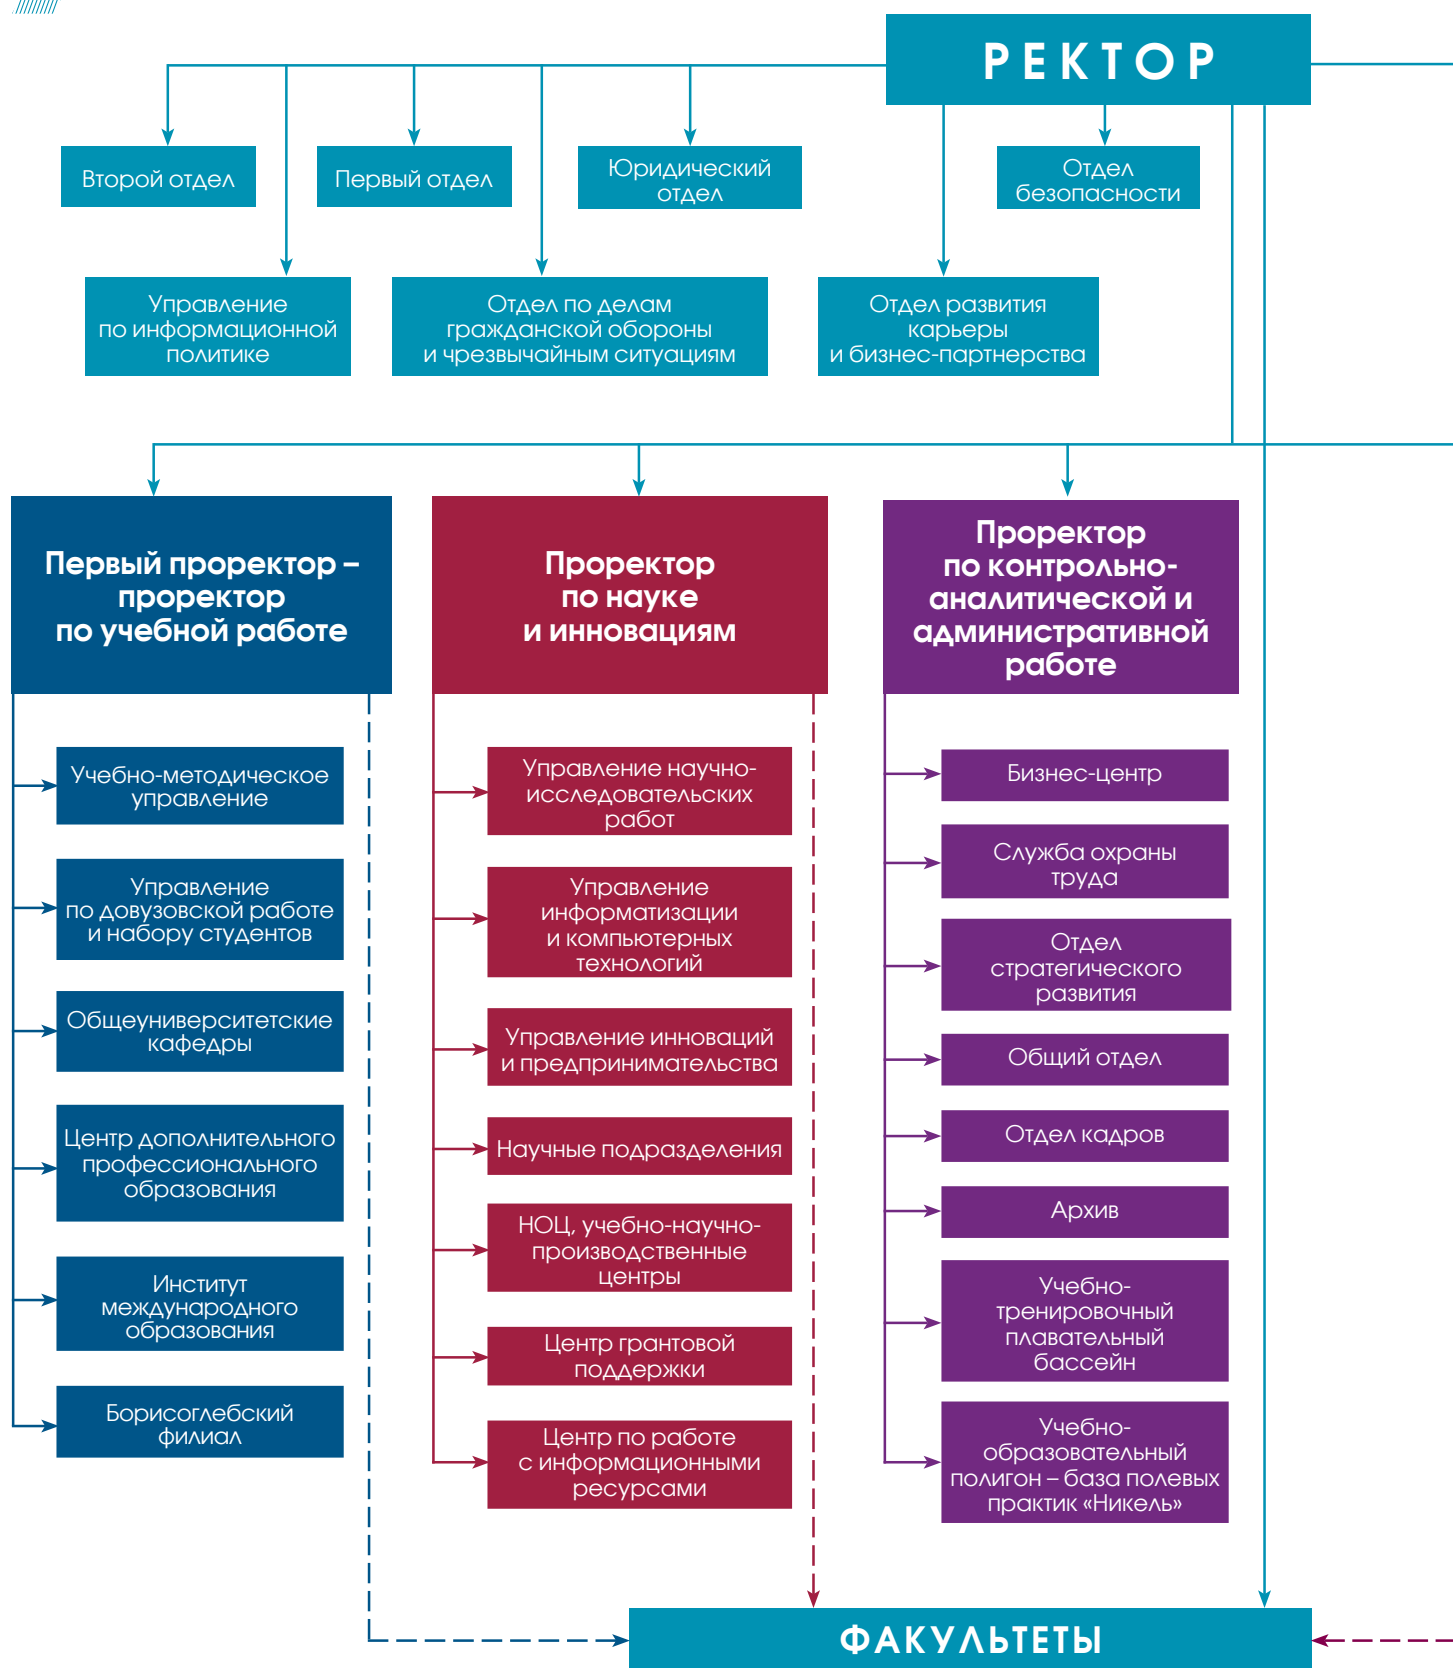 РЕКТОР
Второй отдел
Первый отдел
Юридический
отдел
Отдел
безопасности
Управление
по информационной
политике
Отдел по делам
гражданской обороны
и чрезвычайным ситуациям
Отдел развития
карьеры
и бизнес-партнерства
Первый проректор –
проректор
по учебной работе
Учебно-методическое
управление
Управление
по довузовской работе
и набору студентов
Общеуниверситетские
кафедры
Центр дополнительного
профессионального
образования
Институт
международного
образования
Борисоглебский
филиал
Проректор
по науке
и инновациям
Управление научно-
исследовательских
работ
Управление
информатизации
и компьютерных
технологий
Управление инноваций
и предпринимательства
Научные подразделения
НОЦ, учебно-научно-
производственные
центры
Центр грантовой
поддержки
Центр по работе
с информационными
ресурсами
Проректор
по контрольно-
аналитической и
административной
работе
Бизнес-центр
Служба охраны
труда
Отдел
стратегического
развития
Общий отдел
Отдел кадров
Архив
Учебно-
тренировочный
плавательный
бассейн
Учебно-
образовательный
полигон – база полевых
практик «Никель»
ФАКУЛЬТЕТЫ